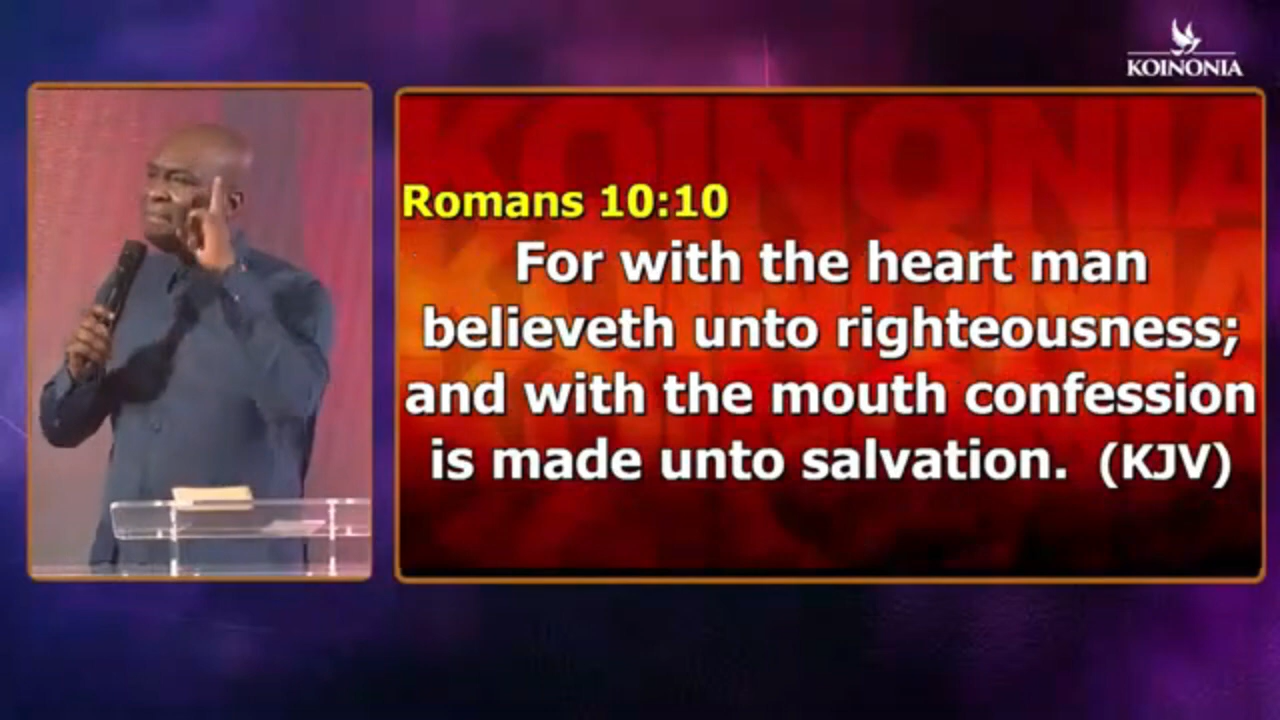 KOINONIA
KOINONIA
Romans 10:10
For with the heart man
believeth unto righteousness;
and with the mouth confession
is made unto salvation. (KJV)